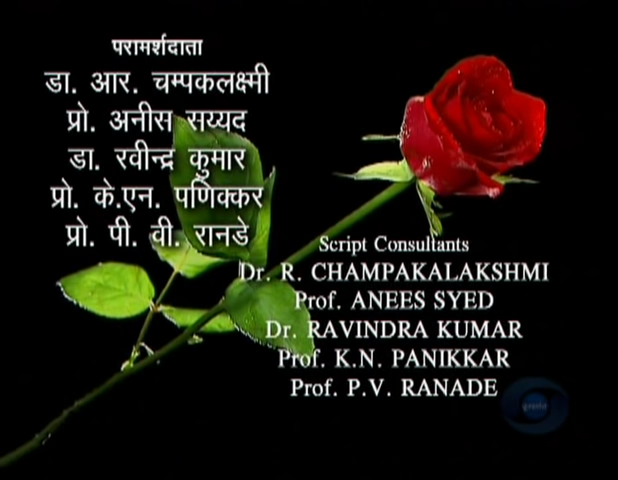 परामर्शदाता
डा. आर. चम्पकलक्ष्मी
प्रो. अनीस सय्यद
डा. रवीन्द्र कुमार
प्रो. के.एन. पणिक्कर
प्रो. पी. वी. रानडे
Script Consultants
Dr. R. CHAMPAKALAKSHMI
Prof. ANEES SYED
Dr. RAVINDRA KUMAR
Prof. K.N. PANIKKAR
Prof. P.V. RANADE